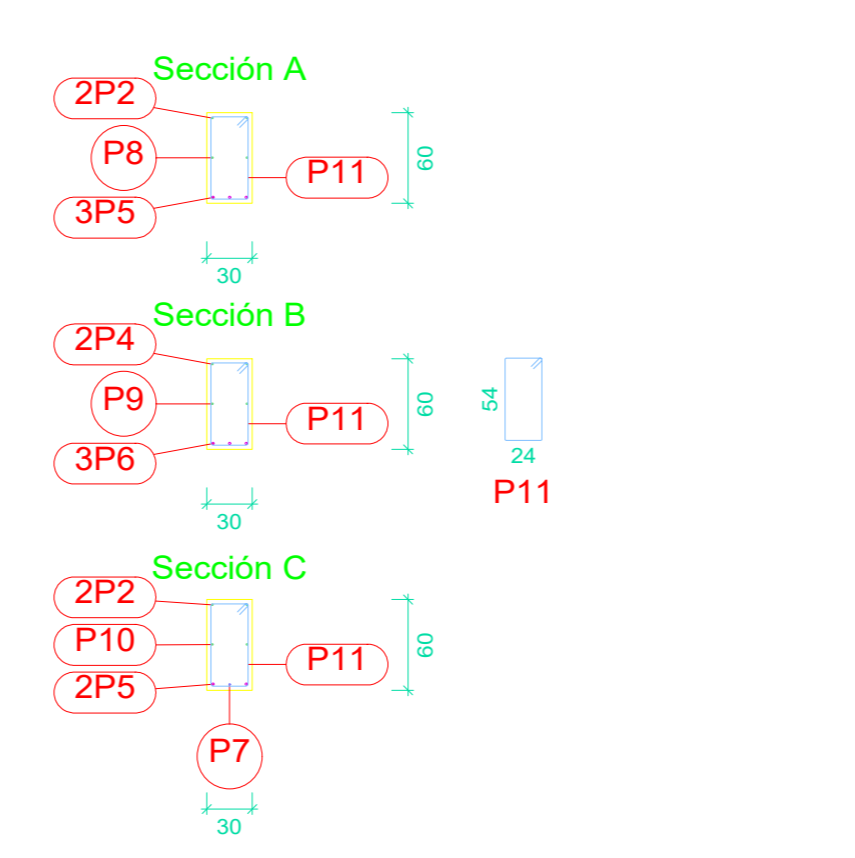 Sección A
2P2
P8
P11
3P5
60
30
Sección B
2P4
P9
P11
3P6
60
30
54
24
P11
Sección C
2P2
P10
P11
2P5
60
P7
30